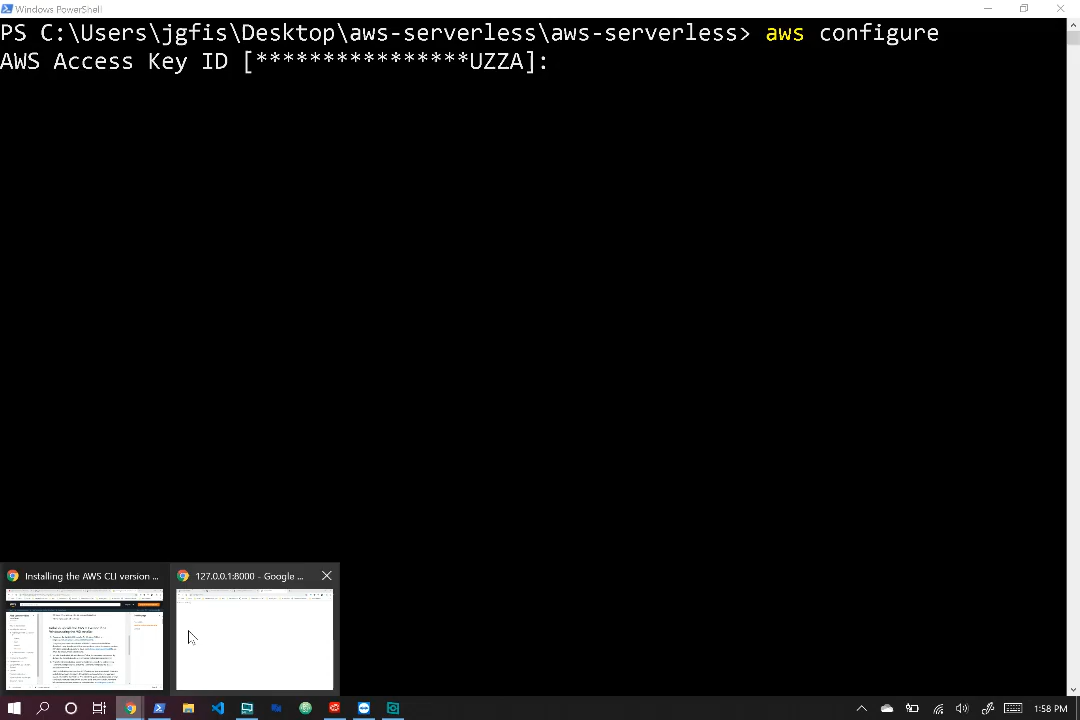 Windows PowerShell
PS C:\Users\jgfis\Desktop\aws-serverless\aws-serverless> aws configure
AWS Access Key ID [****************UZZA]:
Installing the AWS CLI version ...
127.0.0.1:8000 - Google ...
1:58 PM